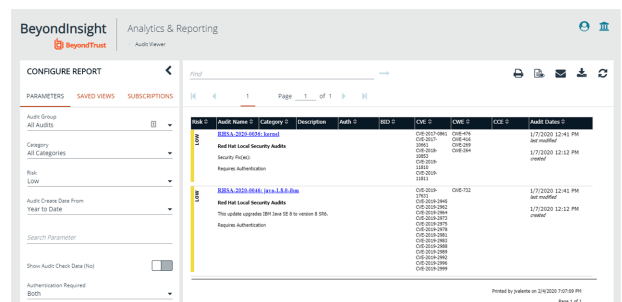 BeyondInsight
BeyondTrust
Analytics & Reporting
Audit Viewer
CONFIGURE REPORT
PARAMETERS SAVED VIEWS SUBSCRIPTIONS
Audit Group
All Audits
Category
All Categories
Risk
Low
Audit Create Date From
Year to Date
Search Parameter
Show Audit Check Data (No)
Authentication Required
Both
Find
1 Page 1 of 1
Risk Audit Name Category Description Auth BID CVE CWE CCE Audit Dates
LOW
RHSA-2020-0036: kernel
Red Hat Local Security Audits
Security Fix(es):
Requires Authentication
CVE-2017-
10661
CVE-2018-
10853
CVE-2019-
11810
CVE-2019-
11811
CWE-476
CWE-416
CWE-269
CWE-264
1/7/2020 12:41 PM
last modified
1/7/2020 12:12 PM
created
LOW
RHSA-2020-0046: java-1.8.0-ibm
Red Hat Local Security Audits
This update upgrades IBM Java SE 8 to version 8 SR6.
Requires Authentication
CVE-2019-
17631
CVE-2019-2945
CVE-2019-2962
CVE-2019-2964
CVE-2019-2973
CVE-2019-2975
CVE-2019-2978
CVE-2019-2981
CVE-2019-2983
CVE-2019-2988
CVE-2019-2989
CVE-2019-2992
CVE-2019-2996
CVE-2019-2999
CWE-732
1/7/2020 12:41 PM
last modified
1/7/2020 12:12 PM
created
Printed by jvalente on 2/4/2020 7:07:09 PM
Page 1 of 1